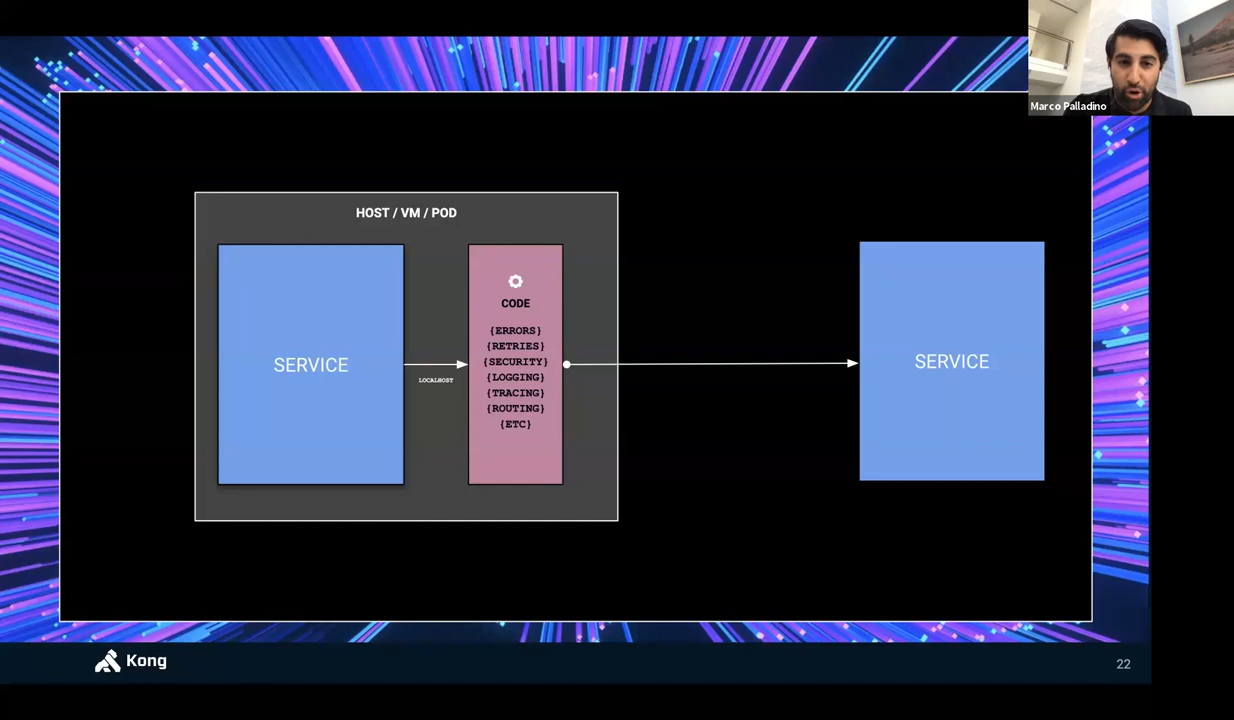 Marco Palladino
HOST / VM / POD
SERVICE
LOCALHOST
CODE
{ERRORS}
{RETRIES}
{SECURITY}
{LOGGING}
{TRACING}
{ROUTING}
{ETC}
SERVICE
Kong
22